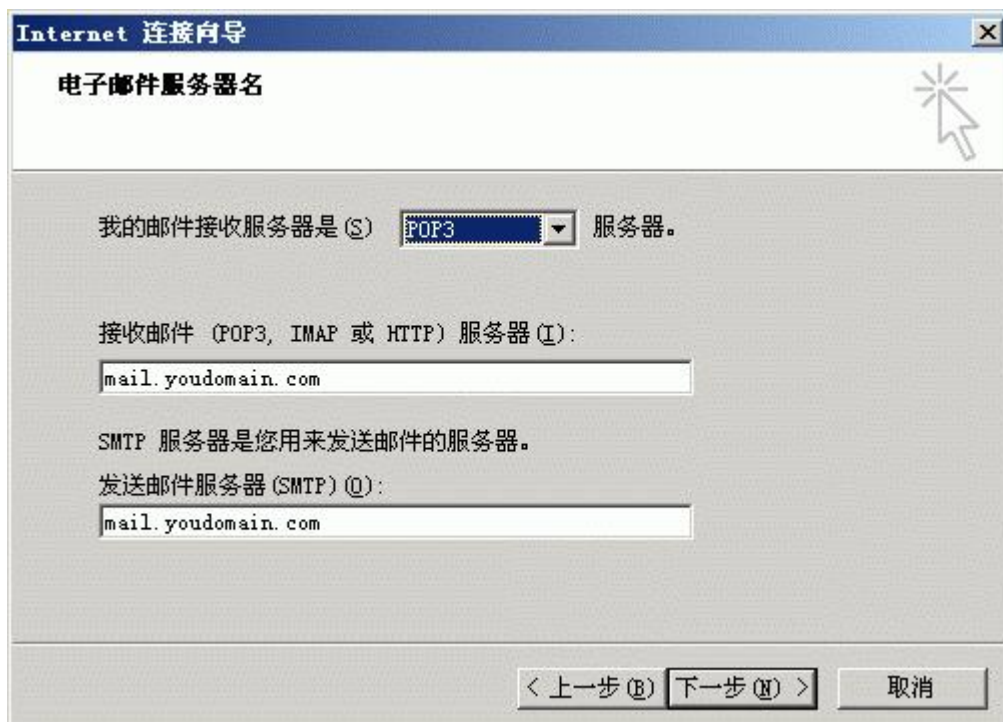 Internet 连接向导
电子邮件服务器名
我的邮件接收服务器是(S) POP3 服务器。
接收邮件 (POP3, IMAP 或 HTTP) 服务器(I):
mail.youdomain.com
SMTP 服务器是您用来发送邮件的服务器。
发送邮件服务器(SMTP)(O):
mail.youdomain.com
< 上一步(B) 下一步(N) > 取消